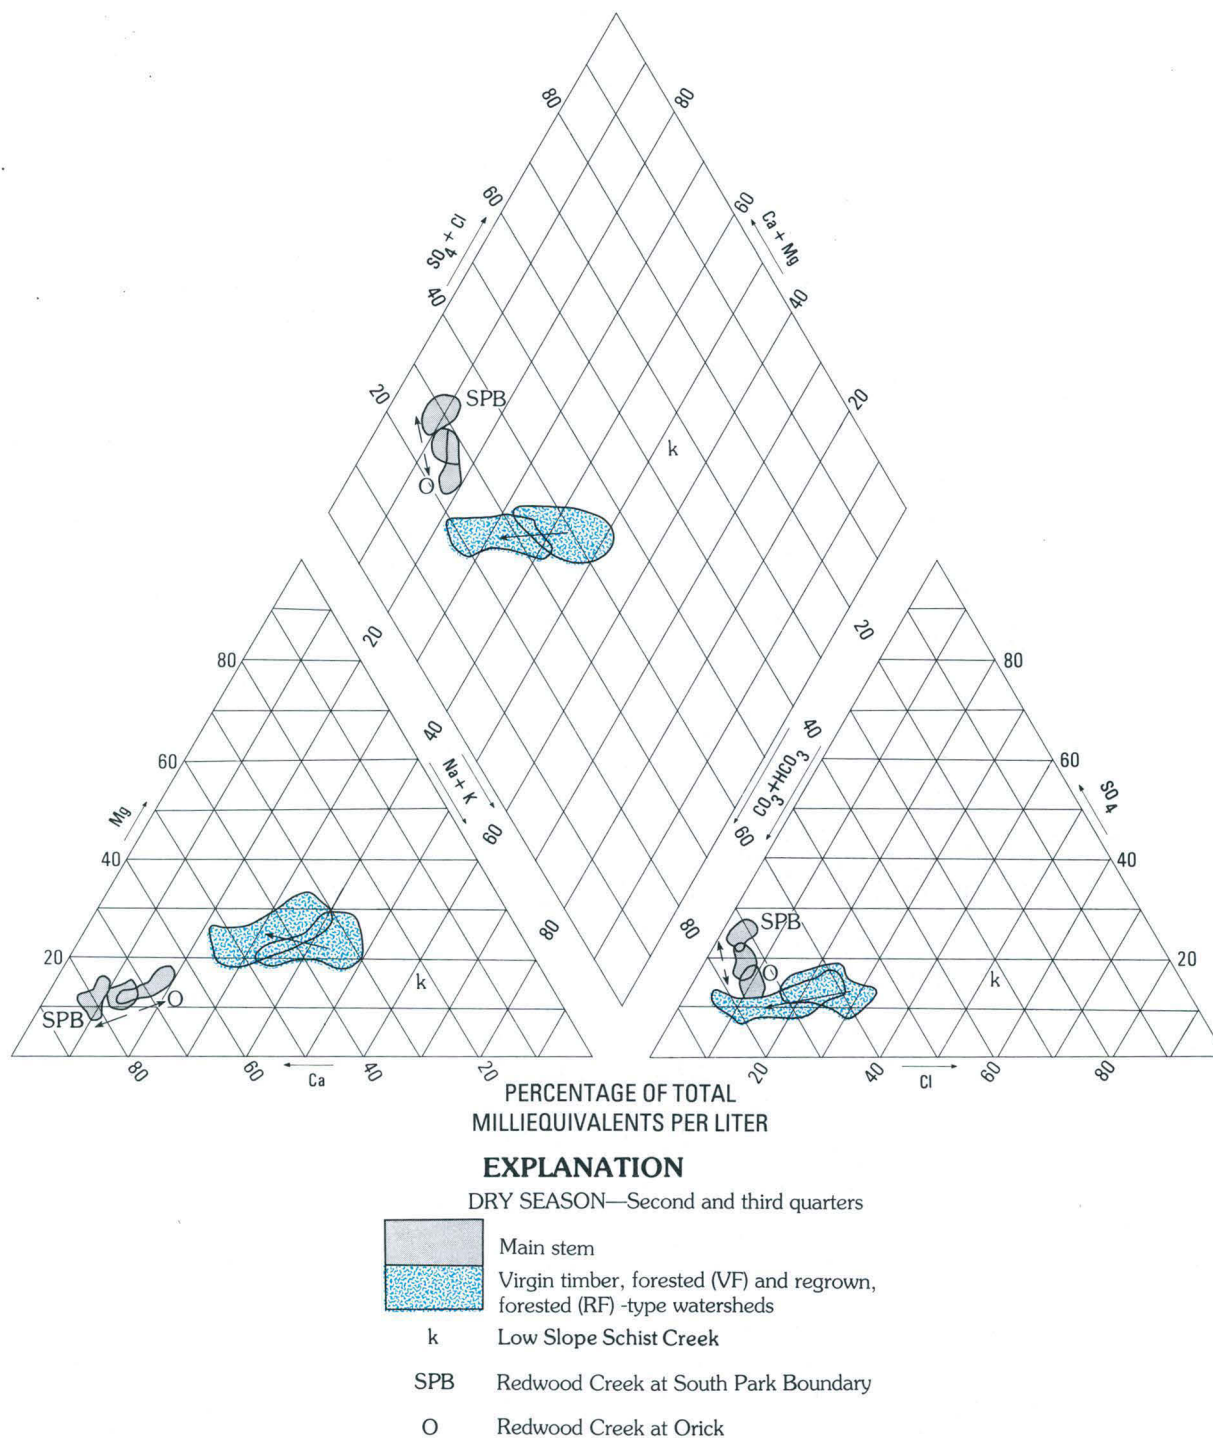 80
80
60
60
SO4 + Cl
Ca + Mg
40
40
20
20
SPB
k
O
20
20
80
80
40
40
60
60
Mg
Na + K
CO3+HCO3
SO4
60
60
40
40
80
80
SPB
20
O
20
k
k
O
SPB
80
60
Ca
40
20
20
40
Cl
60
80
PERCENTAGE OF TOTAL
MILLIEQUIVALENTS PER LITER
EXPLANATION
DRY SEASON—Second and third quarters
Main stem
Virgin timber, forested (VF) and regrown,
forested (RF) -type watersheds
k Low Slope Schist Creek
SPB Redwood Creek at South Park Boundary
O Redwood Creek at Orick